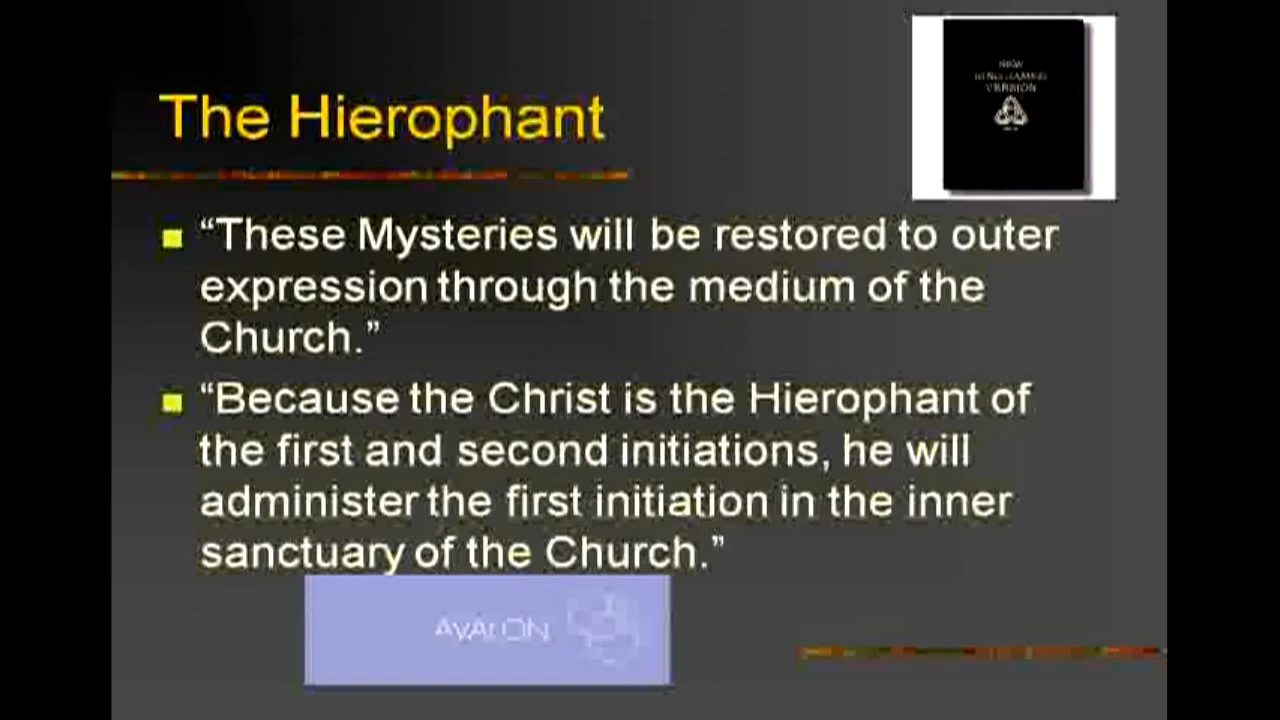 The Hierophant
“These Mysteries will be restored to outer
expression through the medium of the
Church.”
“Because the Christ is the Hierophant of
the first and second initiations, he will
administer the first initiation in the inner
sanctuary of the Church.”
NEW
VERSION
AVALON